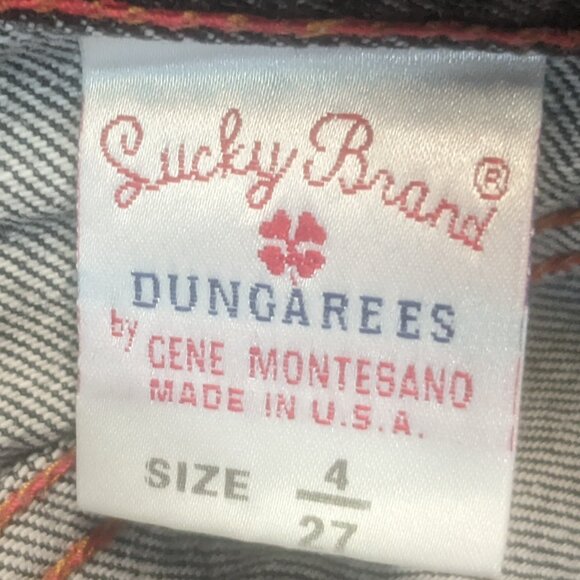 Lucky Brand®
DUNGAREES
by GENE MONTESANO
MADE IN U.S.A.
SIZE 4
27